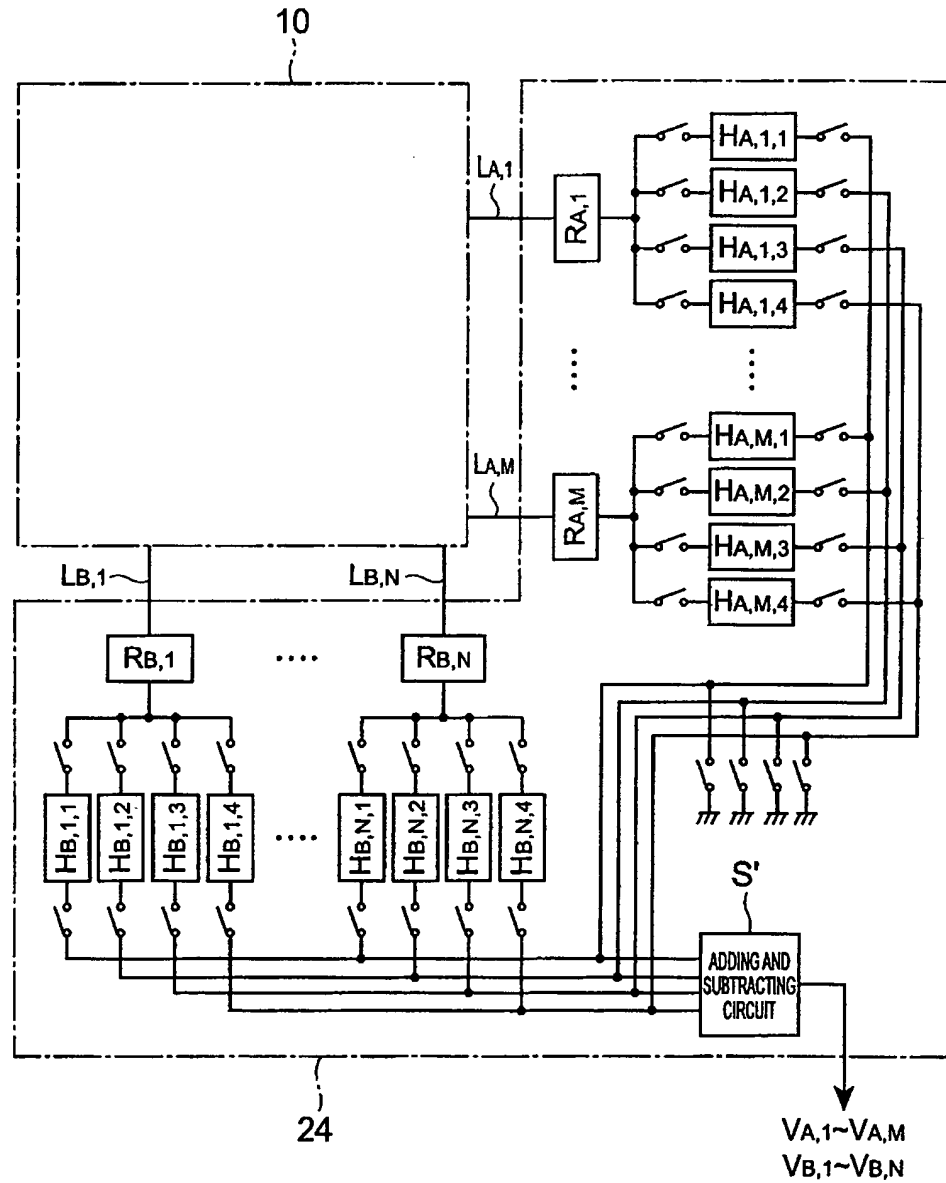 10
LA,1
RA,1
HA,1,1
HA,1,2
HA,1,3
HA,1,4
LA,M
RA,M
HA,M,1
HA,M,2
HA,M,3
HA,M,4
LB,1
LB,N
RB,1
RB,N
HB,1,1
HB,1,2
HB,1,3
HB,1,4
HB,N,1
HB,N,2
HB,N,3
HB,N,4
S'
ADDING AND
SUBTRACTING
CIRCUIT
24
VA,1~VA,M
VB,1~VB,N